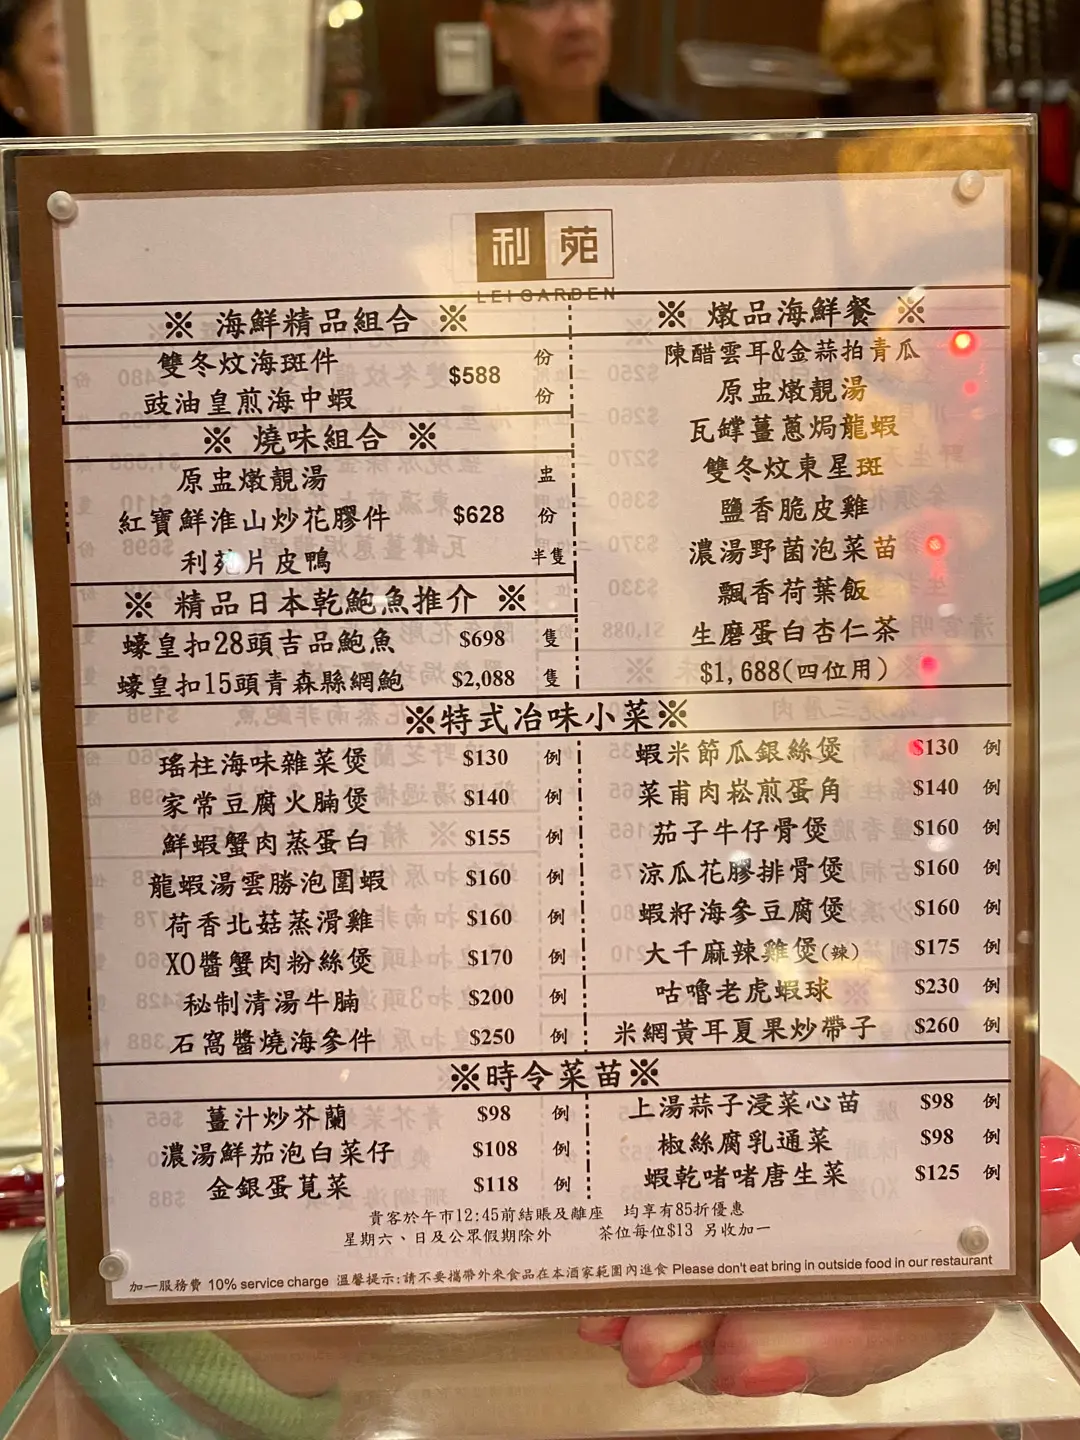 利苑
LEI GARDEN
※ 海鮮精品組合 ※
雙冬炆海斑件 份
$588
豉油皇煎海中蝦 份
※ 燒味組合 ※
原盅燉靚湯 盅
紅寶鮮淮山炒花膠件 $628 份
利苑片皮鴨 半隻
※ 精品日本乾鮑魚推介 ※
蠔皇扣28頭吉品鮑魚 $698 隻
蠔皇扣15頭青森縣網鮑 $2,088 隻
※ 燉品海鮮餐 ※
陳醋雲耳&金蒜拍青瓜
原盅燉靚湯
瓦罉薑蔥焗龍蝦
雙冬炆東星斑
鹽香脆皮雞
濃湯野菌泡菜苗
飄香荷葉飯
生磨蛋白杏仁茶
$1,688(四位用)
※特式冶味小菜※
瑤柱海味雜菜煲 $130 例
家常豆腐火腩煲 $140 例
鮮蝦蟹肉蒸蛋白 $155 例
龍蝦湯雲勝泡圍蝦 $160 例
荷香北菇蒸滑雞 $160 例
XO醬蟹肉粉絲煲 $170 例
秘制清湯牛腩 $200 例
石窩醬燒海參件 $250 例
蝦米節瓜銀絲煲 $130 例
菜甫肉崧煎蛋角 $140 例
茄子牛仔骨煲 $160 例
涼瓜花膠排骨煲 $160 例
蝦籽海參豆腐煲 $160 例
大千麻辣雞煲(辣) $175 例
咕嚕老虎蝦球 $230 例
米網黃耳夏果炒帶子 $260 例
※時令菜苗※
薑汁炒芥蘭 $98 例
濃湯鮮茄泡白菜仔 $108 例
金銀蛋莧菜 $118 例
上湯蒜子浸菜心苗 $98 例
椒絲腐乳通菜 $98 例
蝦乾啫啫唐生菜 $125 例
貴客於午市12:45前結賬及離座 均享有85折優惠
星期六、日及公眾假期除外 茶位每位$13 另收加一
加一服務費 10% service charge 溫馨提示:請不要攜帶外來食品在本酒家範圍內進食 Please don't eat bring in outside food in our restaurant